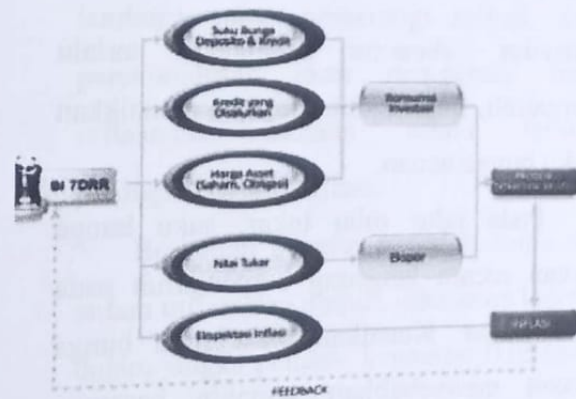 Suku Bunga
Deposito & Kredit
Kredit yang
Disalurkan
Konsumsi
Investasi
BI 7DRR
Harga Asset
(Saham, Obligasi)
Nilai Tukar
Ekspor
Ekspektasi Inflasi
INFLASI
FEEDBACK